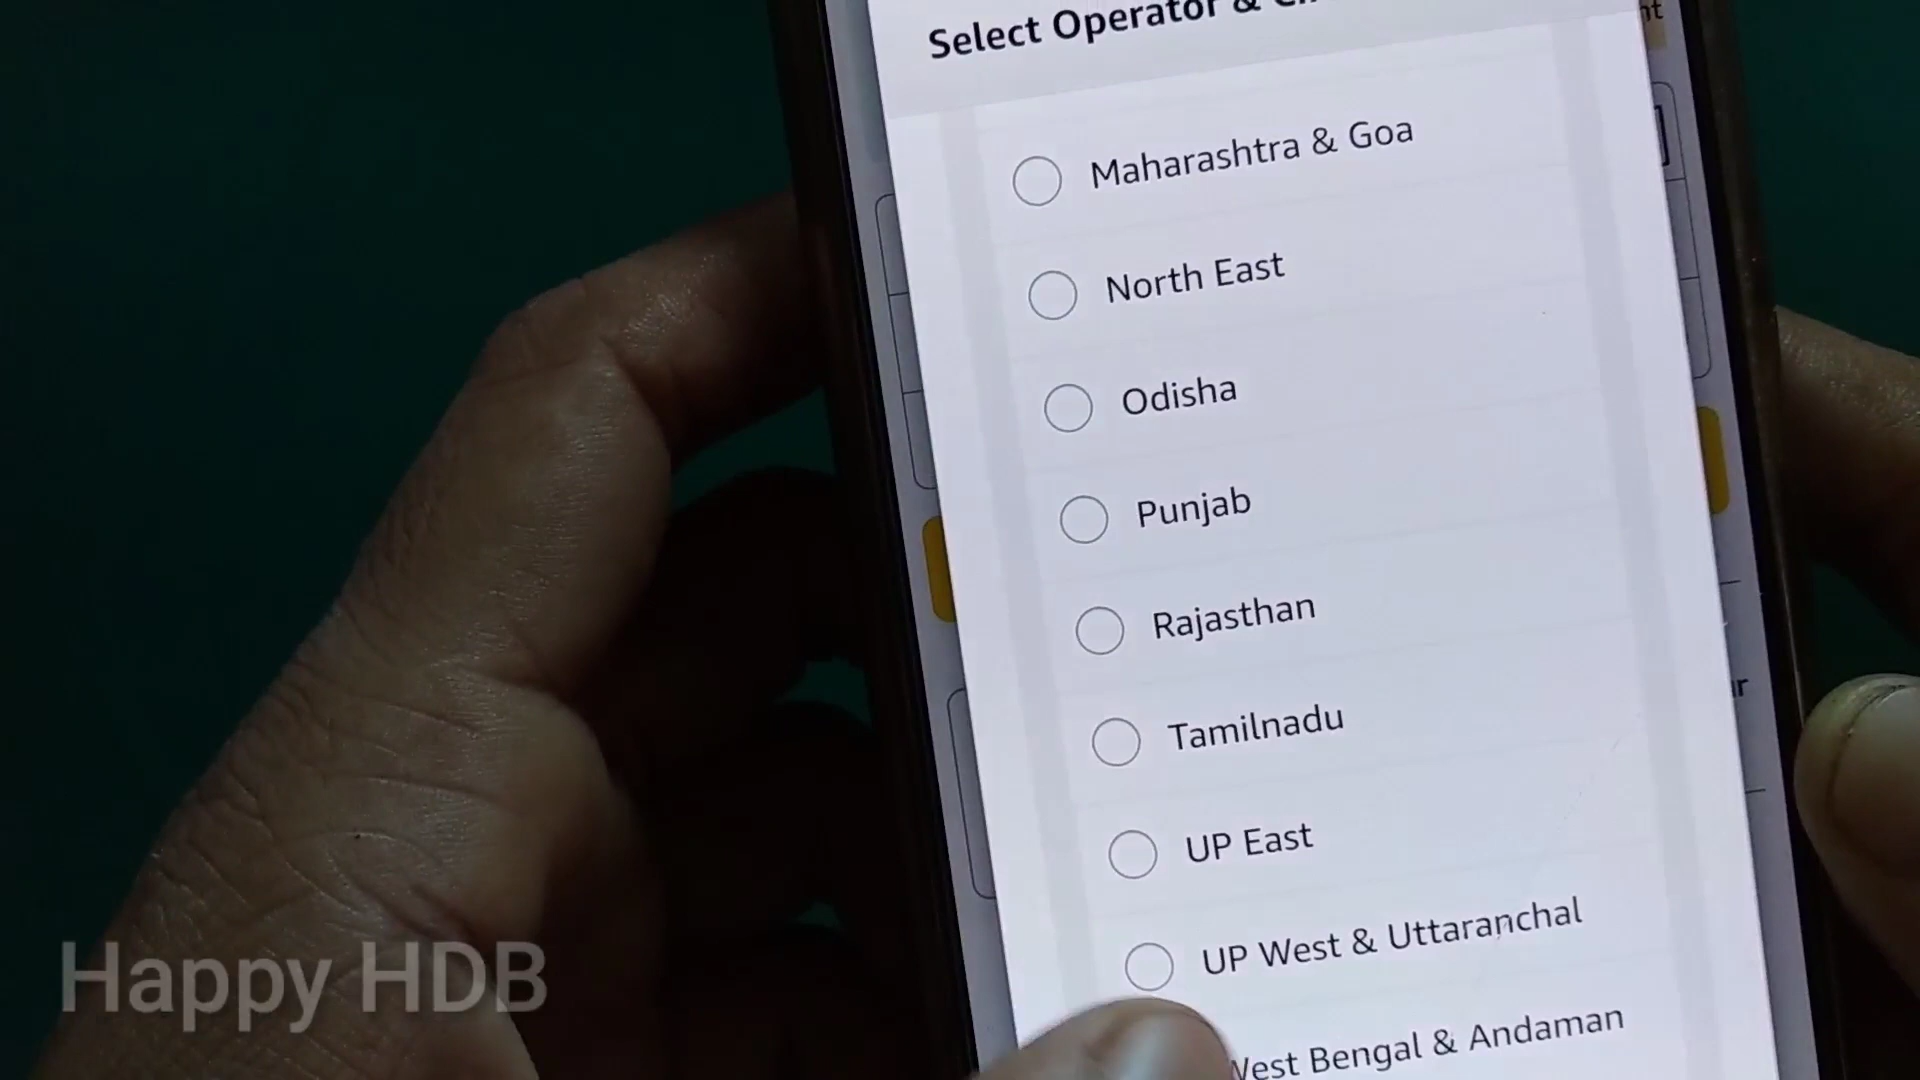 Select Operator &
nt
Maharashtra & Goa
North East
Odisha
Punjab
Rajasthan
Tamilnadu
UP East
UP West & Uttaranchal
West Bengal & Andaman
Happy HDB